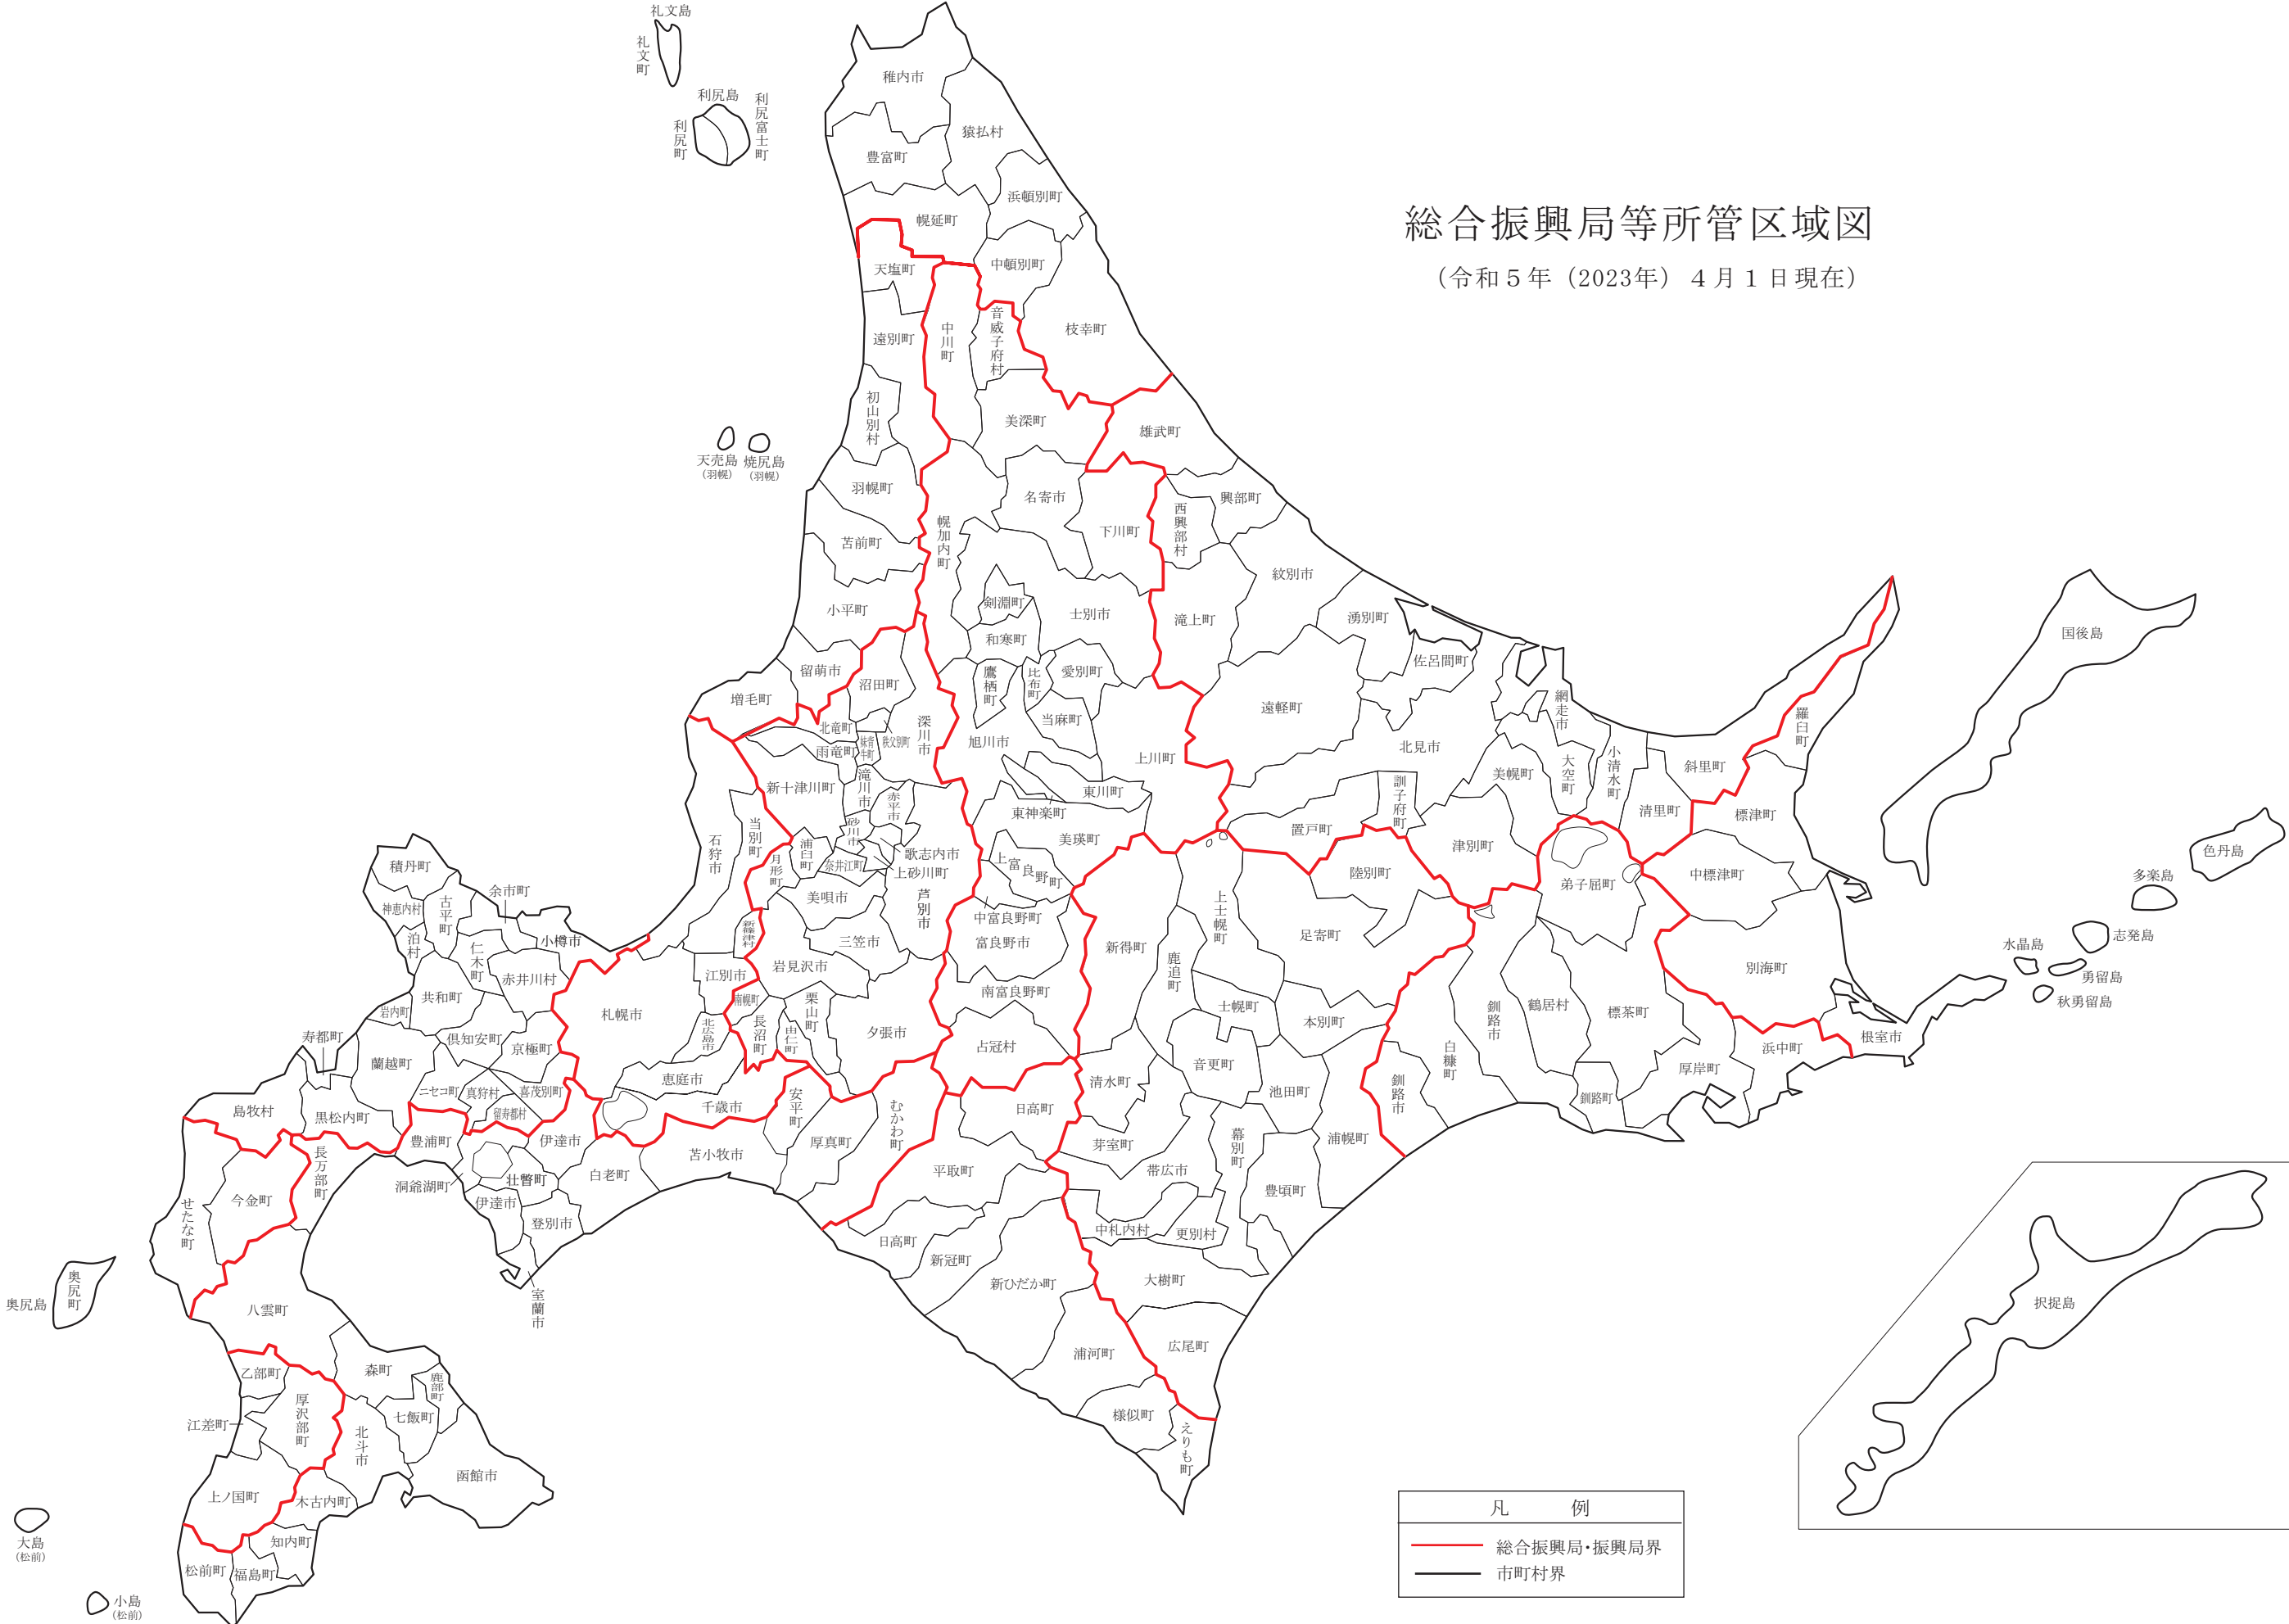 総合振興局等所管区域図
（令和５年（2023年）４月１日現在）
礼文島
礼文町
利尻島
利尻町
利尻富士町
稚内市
猿払村
豊富町
浜頓別町
幌延町
中頓別町
天塩町
枝幸町
音威子府村
中川町
遠別町
初山別村
美深町
雄武町
天売島
（羽幌）
焼尻島
（羽幌）
羽幌町
名寄市
興部町
西興部村
下川町
幌加内町
苫前町
紋別市
小平町
剣淵町
士別市
滝上町
湧別町
和寒町
佐呂間町
留萌市
沼田町
鷹栖町
比布町
愛別町
増毛町
当麻町
遠軽町
網走市
北竜町
妹背牛町
秩父別町
深川市
旭川市
上川町
北見市
雨竜町
滝川市
新十津川町
赤平市
東川町
東神楽町
美瑛町
置戸町
訓子府町
美幌町
大空町
小清水町
斜里町
清里町
羅臼町
標津町
国後島
色丹島
多楽島
志発島
水晶島
勇留島
秋勇留島
択捉島
石狩市
当別町
月形町
浦臼町
砂川市
奈井江町
歌志内市
上砂川町
上富良野町
津別町
陸別町
弟子屈町
中標津町
美唄市
芦別市
中富良野町
富良野市
上士幌町
足寄町
新篠津村
三笠市
新得町
鹿追町
別海町
積丹町
神恵内村
古平町
余市町
泊村
仁木町
小樽市
赤井川村
江別市
岩見沢市
南富良野町
士幌町
本別町
釧路市
鶴居村
標茶町
共和町
岩内町
札幌市
南幌町
栗山町
北広島市
長沼町
由仁町
夕張市
占冠村
寿都町
倶知安町
京極町
蘭越町
ニセコ町
真狩村
喜茂別町
留寿都村
恵庭市
千歳市
安平町
清水町
音更町
池田町
釧路市
白糠町
釧路町
厚岸町
浜中町
根室市
島牧村
黒松内町
豊浦町
伊達市
白老町
苫小牧市
厚真町
むかわ町
日高町
芽室町
幕別町
浦幌町
長万部町
洞爺湖町
壮瞥町
伊達市
登別市
平取町
帯広市
豊頃町
せたな町
今金町
中札内村
更別村
日高町
新冠町
新ひだか町
大樹町
奥尻島
奥尻町
八雲町
室蘭市
浦河町
広尾町
乙部町
森町
鹿部町
様似町
えりも町
江差町
厚沢部町
七飯町
北斗市
函館市
上ノ国町
木古内町
大島
（松前）
知内町
松前町
福島町
小島
（松前）
凡　例
総合振興局・振興局界
市町村界